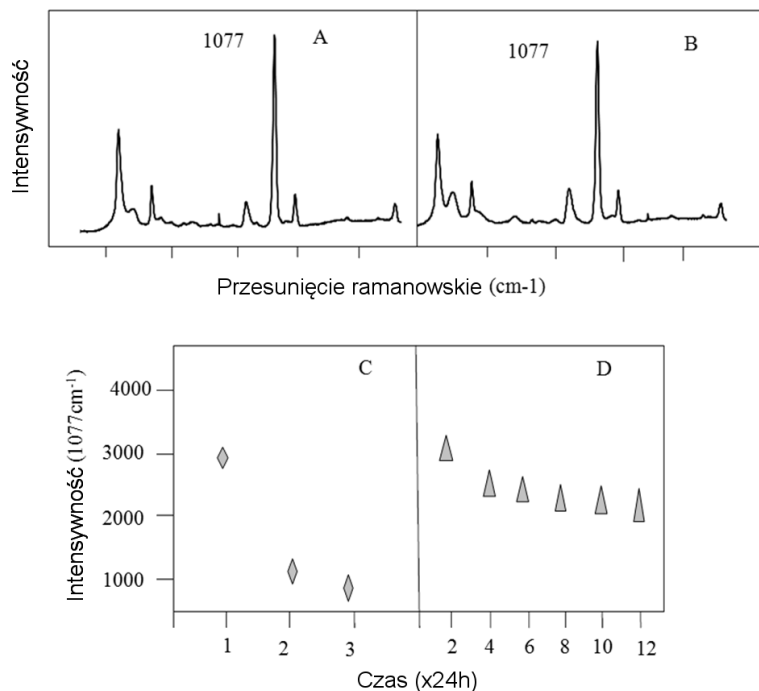 1077 A
1077 B
Intensywność
Przesunięcie ramanowskie (cm-1)
C D
4000
3000
2000
1000
Intensywność (1077cm⁻¹)
1 2 3 2 4 6 8 10 12
Czas (x24h)